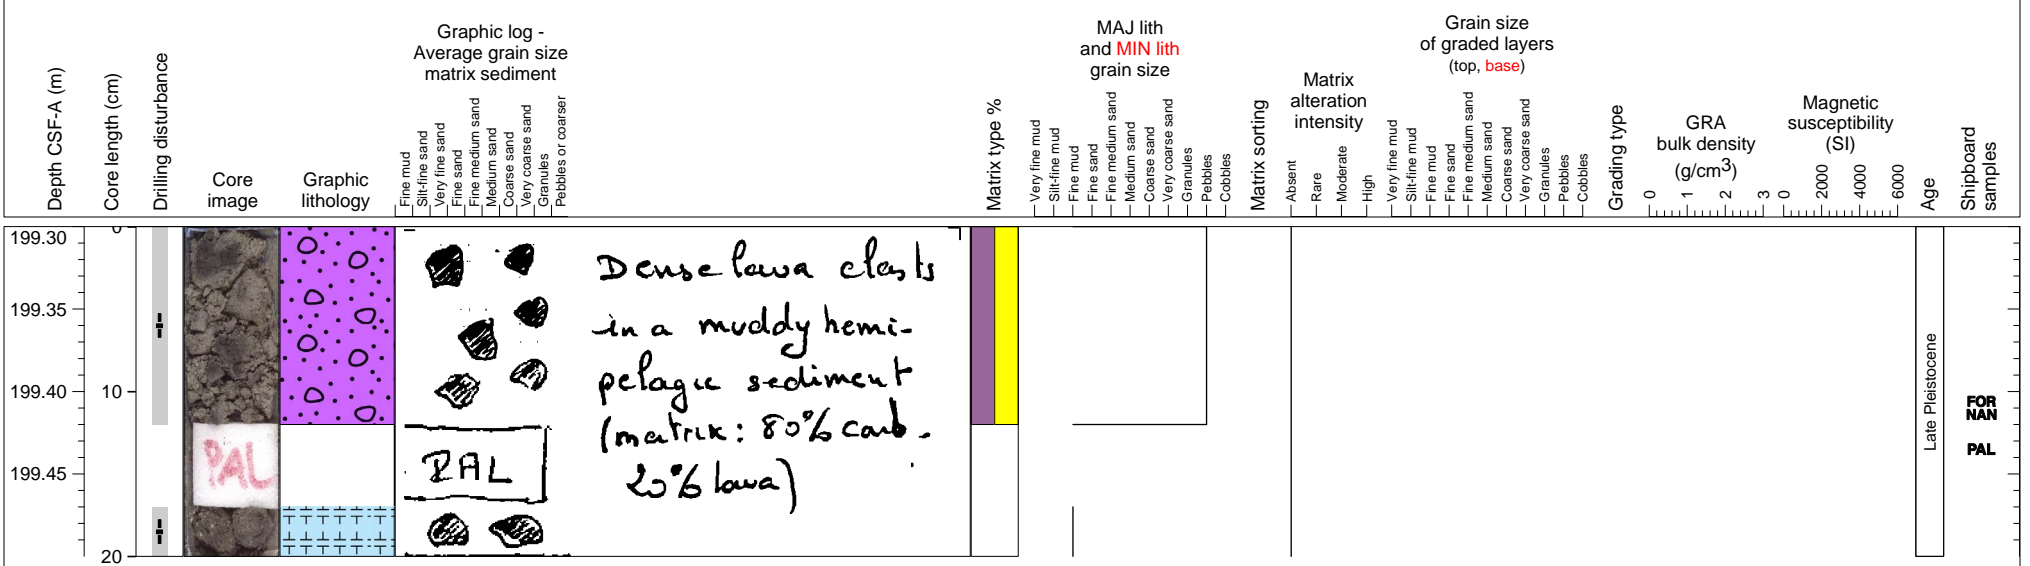 Depth CSF-A (m)
Core length (cm)
Drilling disturbance
Core
image
Graphic
lithology
Graphic log -
Average grain size
matrix sediment
Fine mud
Silt-fine sand
Very fine sand
Fine sand
Fine medium sand
Medium sand
Coarse sand
Very coarse sand
Granules
Pebbles or coarser
Matrix type %
MAJ lith
and MIN lith
grain size
Very fine mud
Silt-fine mud
Fine mud
Fine sand
Fine medium sand
Medium sand
Coarse sand
Very coarse sand
Granules
Pebbles
Cobbles
Matrix sorting
Matrix
alteration
intensity
Absent
Rare
Moderate
High
Grain size
of graded layers
(top, base)
Very fine mud
Silt-fine mud
Fine mud
Fine sand
Fine medium sand
Medium sand
Coarse sand
Very coarse sand
Granules
Pebbles
Cobbles
Grading type
GRA
bulk density
(g/cm3)
0 1 2 3
Magnetic
susceptibility
(SI)
0 2000 4000 6000
Age
Shipboard
samples
199.30
199.35
199.40
199.45
0
10
20
PAL
PAL
Dense lava clasts
in a muddy hemi-
pelagic sediment
(matrix: 80% carb.
20% lava)
Late Pleistocene
FOR
NAN
PAL